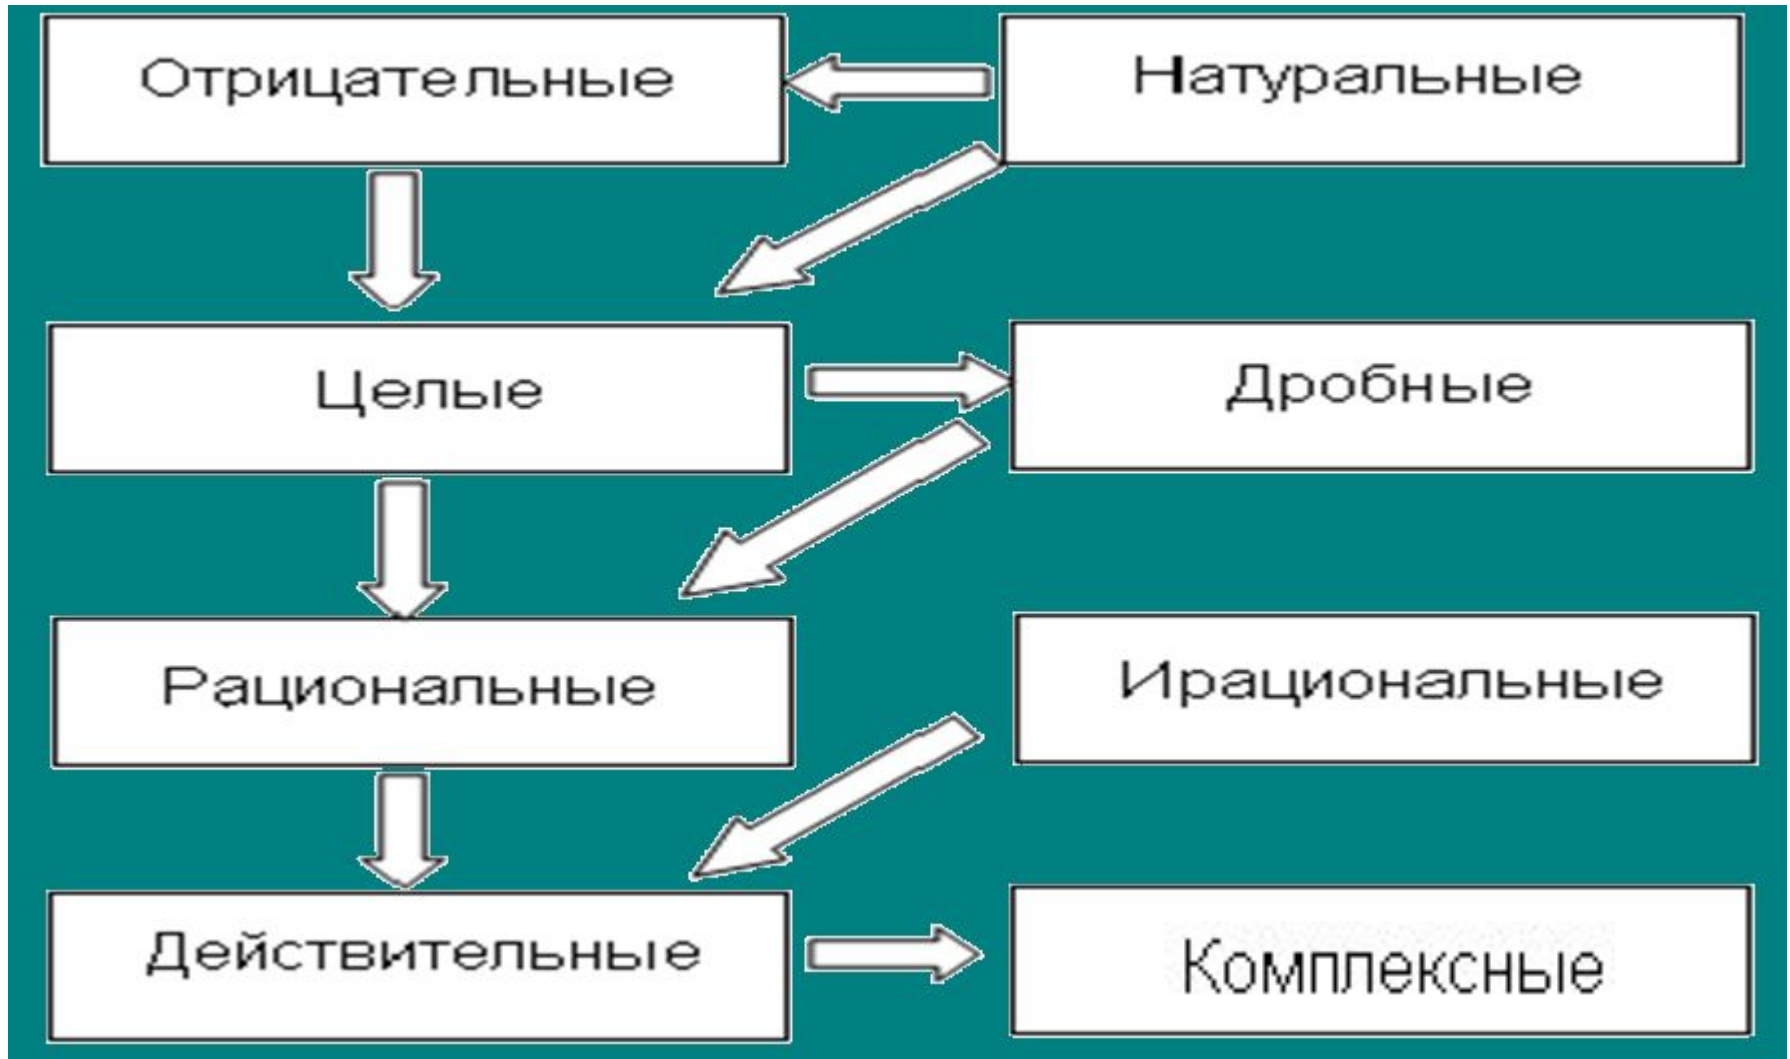 Отрицательные
Натуральные
Целые
Дробные
Рациональные
Ирациональные
Действительные
Комплексные